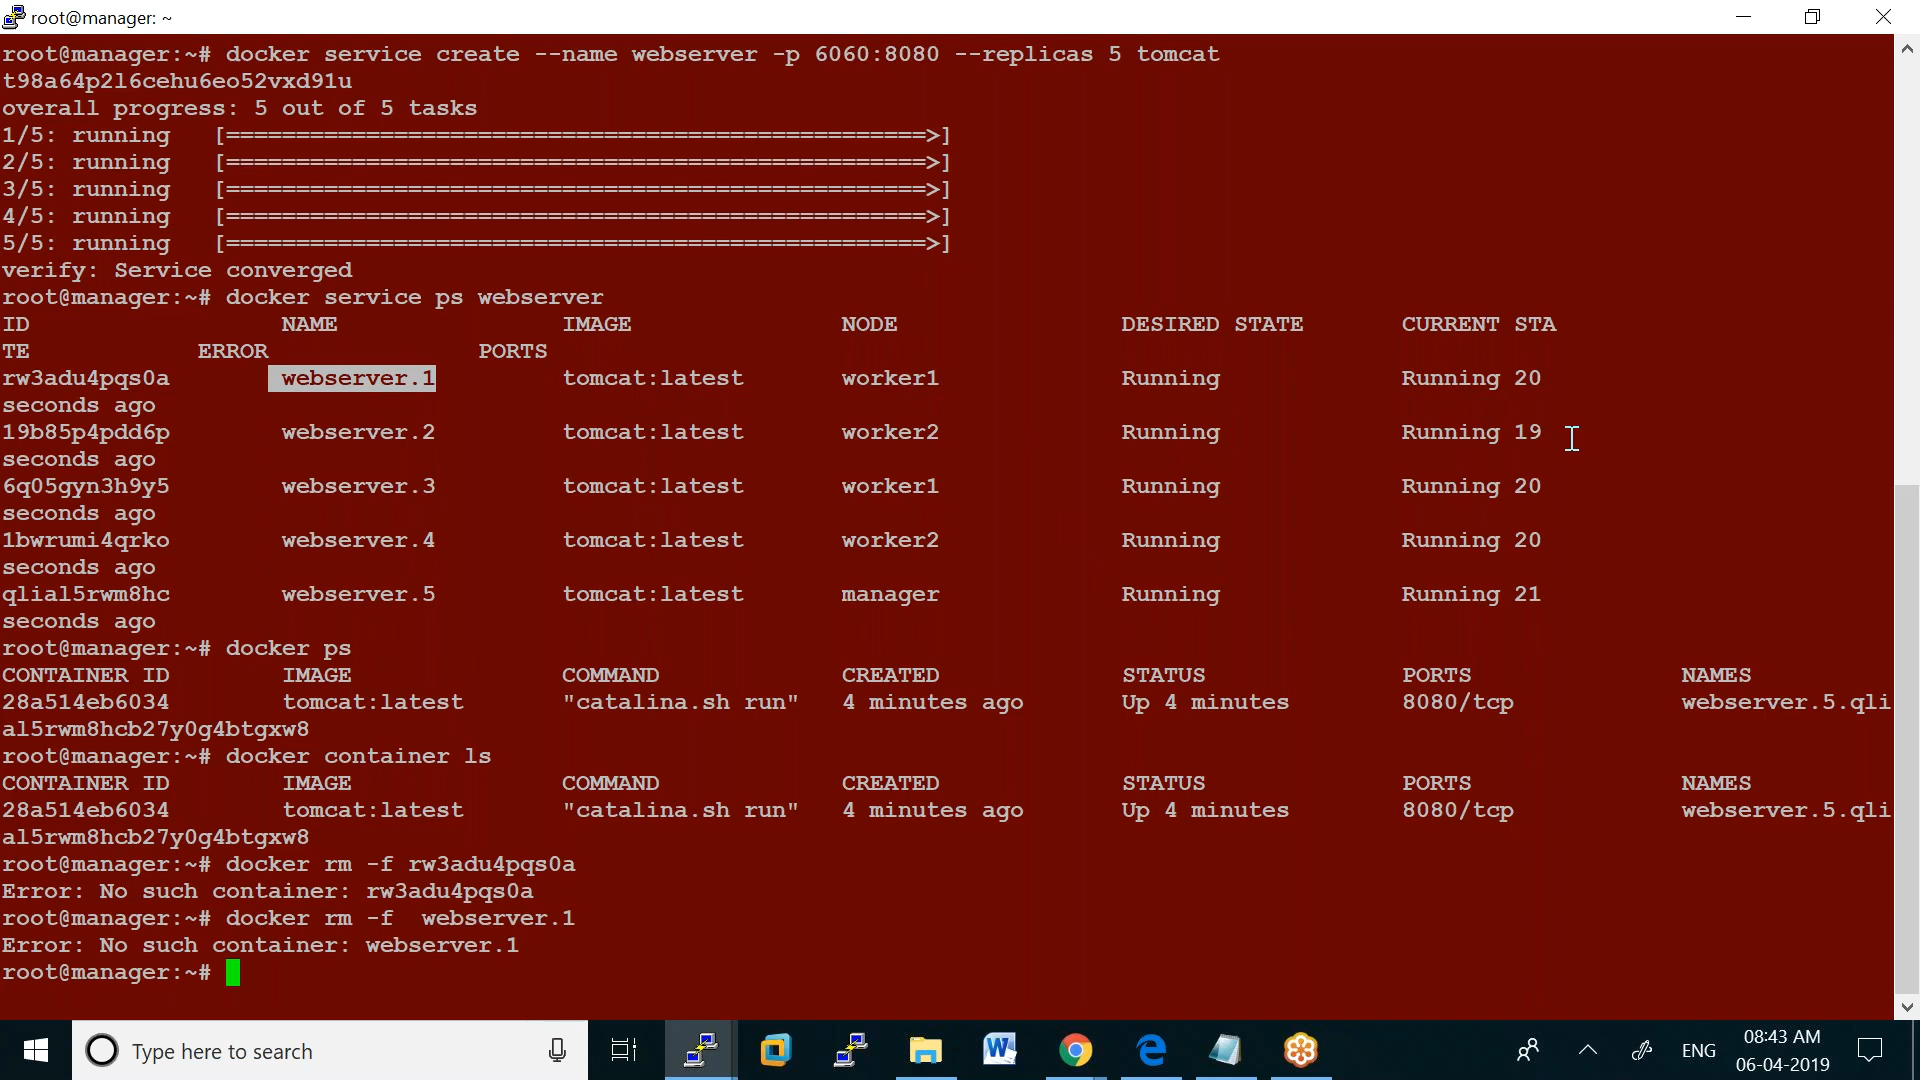 root@manager: ~
root@manager:~# docker service create --name webserver -p 6060:8080 --replicas 5 tomcat
t98a64p2l6cehu6eo52vxd91u
overall progress: 5 out of 5 tasks
1/5: running   [==================================================>]
2/5: running   [==================================================>]
3/5: running   [==================================================>]
4/5: running   [==================================================>]
5/5: running   [==================================================>]
verify: Service converged
root@manager:~# docker service ps webserver
ID                  NAME                IMAGE               NODE                DESIRED STATE       CURRENT STA
TE            ERROR               PORTS
rw3adu4pqs0a        webserver.1         tomcat:latest       worker1             Running             Running 20
seconds ago
19b85p4pdd6p        webserver.2         tomcat:latest       worker2             Running             Running 19
seconds ago
6q05gyn3h9y5        webserver.3         tomcat:latest       worker1             Running             Running 20
seconds ago
1bwrumi4qrko        webserver.4         tomcat:latest       worker2             Running             Running 20
seconds ago
qlial5rwm8hc        webserver.5         tomcat:latest       manager             Running             Running 21
seconds ago
root@manager:~# docker ps
CONTAINER ID        IMAGE               COMMAND             CREATED             STATUS              PORTS               NAMES
28a514eb6034        tomcat:latest       "catalina.sh run"   4 minutes ago       Up 4 minutes        8080/tcp            webserver.5.qli
al5rwm8hcb27y0g4btgxw8
root@manager:~# docker container ls
CONTAINER ID        IMAGE               COMMAND             CREATED             STATUS              PORTS               NAMES
28a514eb6034        tomcat:latest       "catalina.sh run"   4 minutes ago       Up 4 minutes        8080/tcp            webserver.5.qli
al5rwm8hcb27y0g4btgxw8
root@manager:~# docker rm -f rw3adu4pqs0a
Error: No such container: rw3adu4pqs0a
root@manager:~# docker rm -f  webserver.1
Error: No such container: webserver.1
root@manager:~#
Type here to search
ENG
08:43 AM
06-04-2019